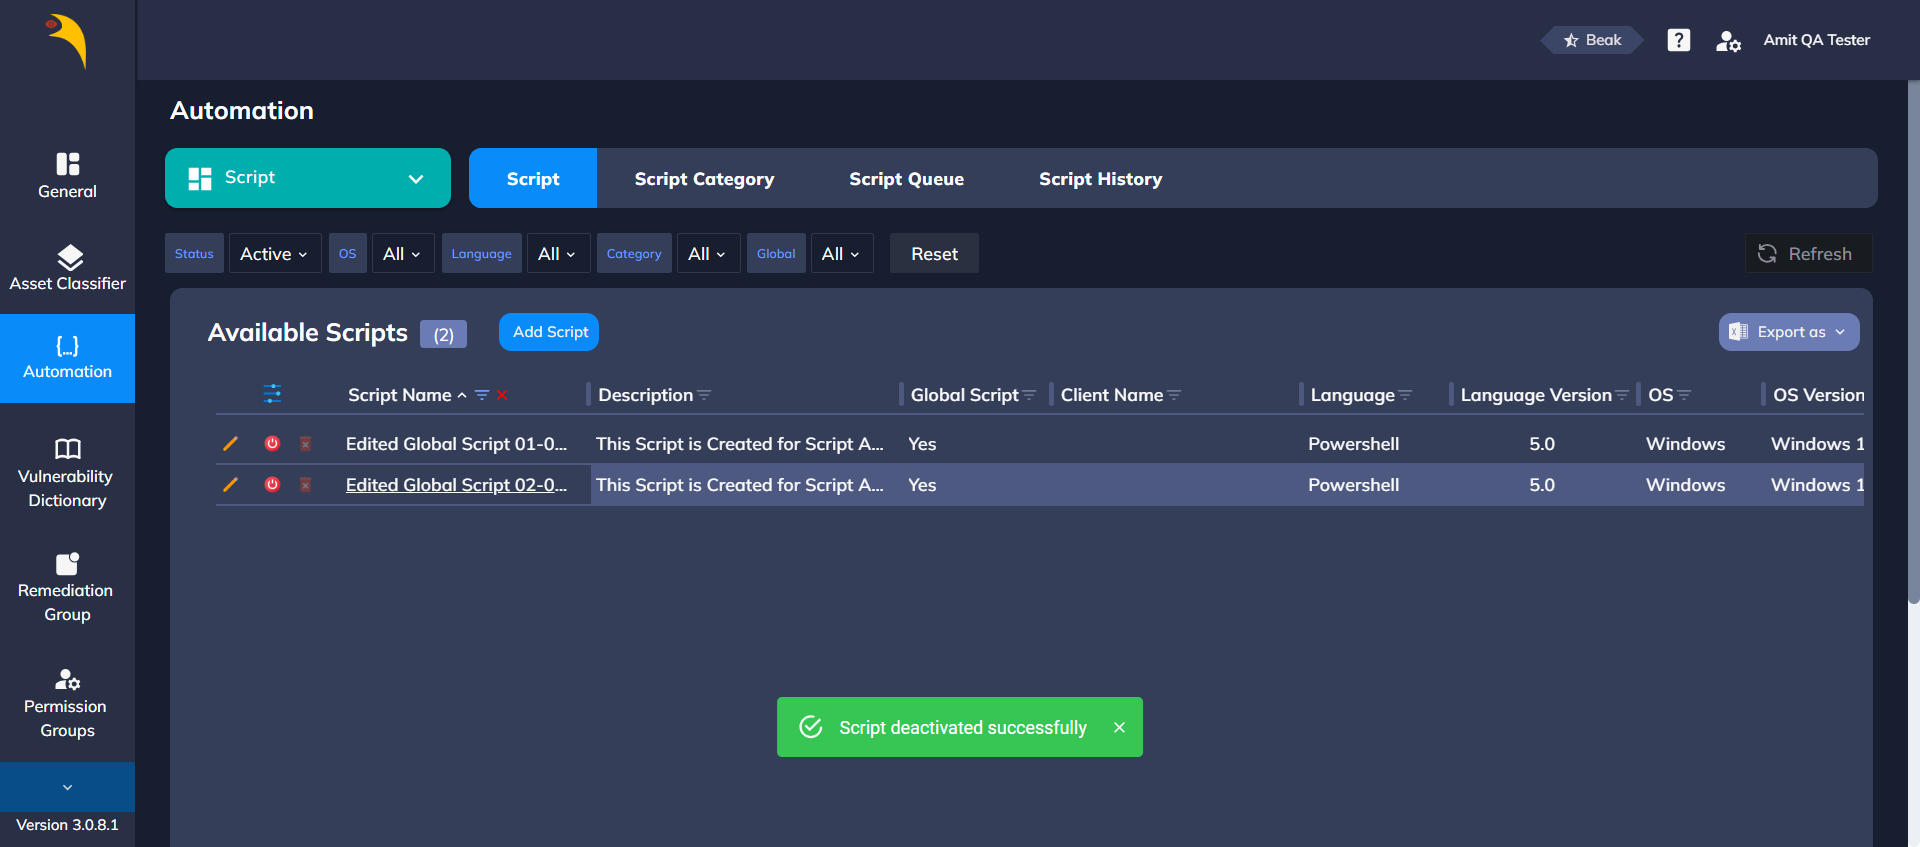 Beak
?
Amit QA Tester
General
Asset Classifier
{...}
Automation
Vulnerability
Dictionary
Remediation
Group
Permission
Groups
Version 3.0.8.1
Automation
Script
Script Script Category Script Queue Script History
Status Active OS All Language All Category All Global All Reset Refresh
Available Scripts (2) Add Script Export as
Script Name Description Global Script Client Name Language Language Version OS OS Version
Edited Global Script 01-0... This Script is Created for Script A... Yes Powershell 5.0 Windows Windows 1
Edited Global Script 02-0... This Script is Created for Script A... Yes Powershell 5.0 Windows Windows 1
Script deactivated successfully